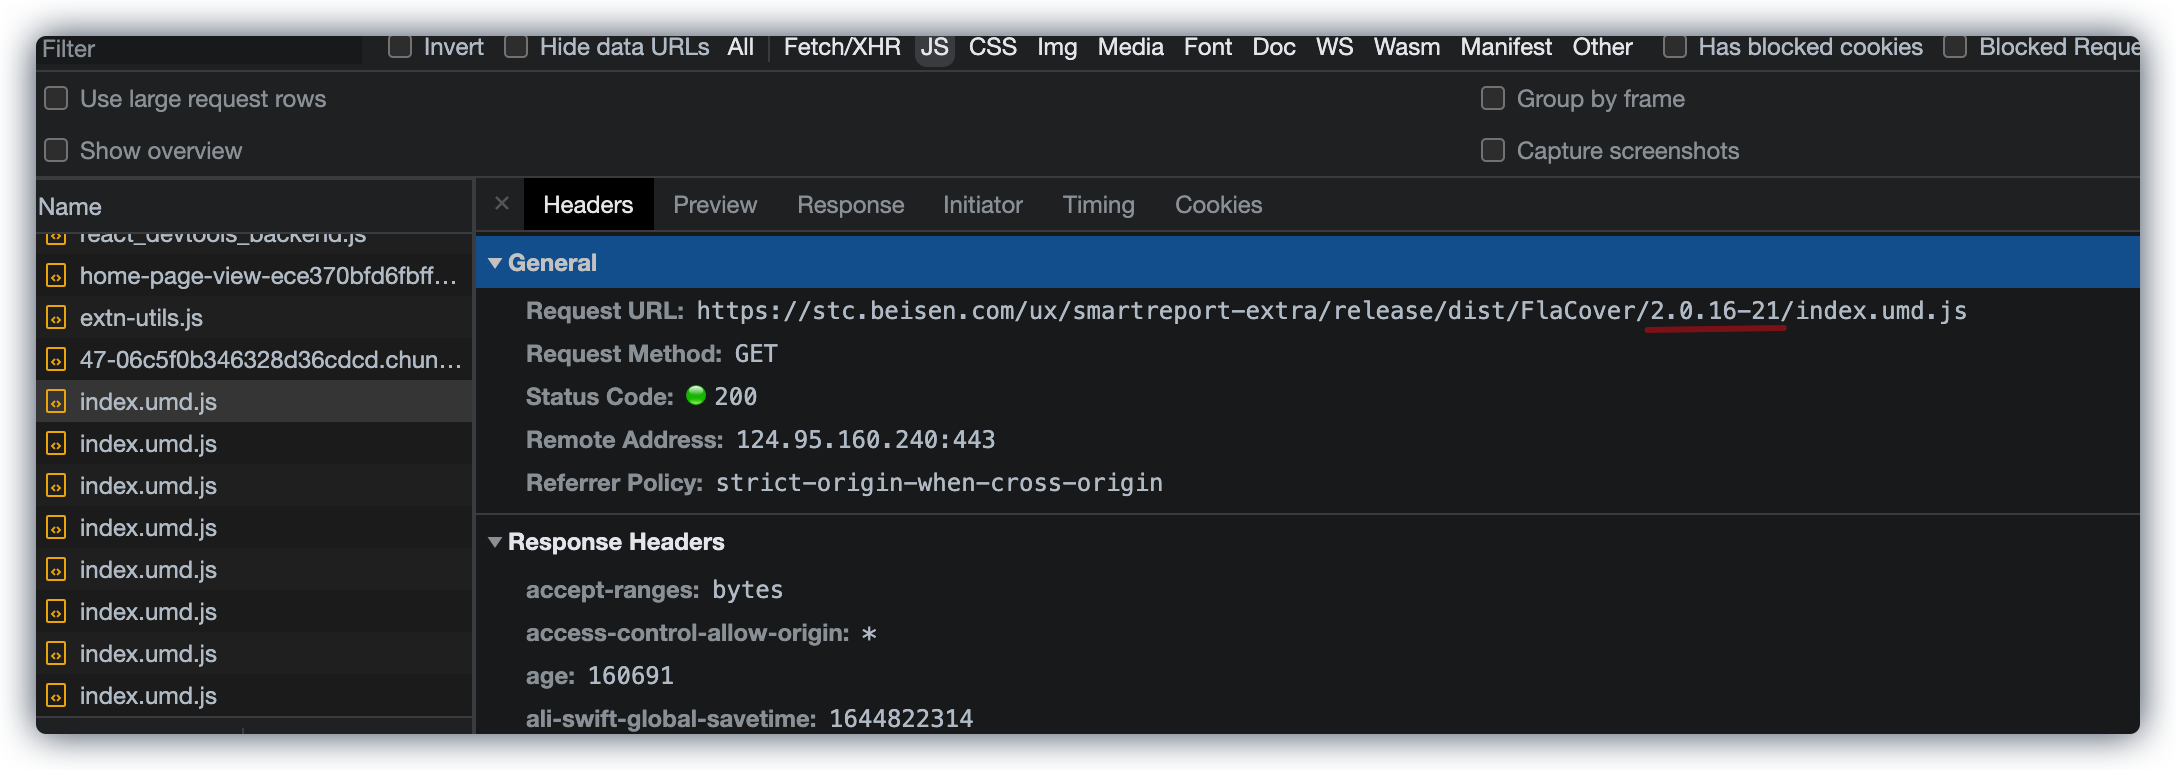 Filter Invert Hide data URLs All Fetch/XHR JS CSS Img Media Font Doc WS Wasm Manifest Other Has blocked cookies Blocked Reque
Use large request rows Group by frame
Show overview Capture screenshots
Name × Headers Preview Response Initiator Timing Cookies
react_devtools_backend.js
home-page-view-ece370bfd6fbff...
extn-utils.js
47-06c5f0b346328d36cdcd.chun...
index.umd.js
index.umd.js
index.umd.js
index.umd.js
index.umd.js
index.umd.js
index.umd.js
index.umd.js
General
Request URL: https://stc.beisen.com/ux/smartreport-extra/release/dist/FlaCover/2.0.16-21/index.umd.js
Request Method: GET
Status Code: 200
Remote Address: 124.95.160.240:443
Referrer Policy: strict-origin-when-cross-origin
Response Headers
accept-ranges: bytes
access-control-allow-origin: *
age: 160691
ali-swift-global-savetime: 1644822314